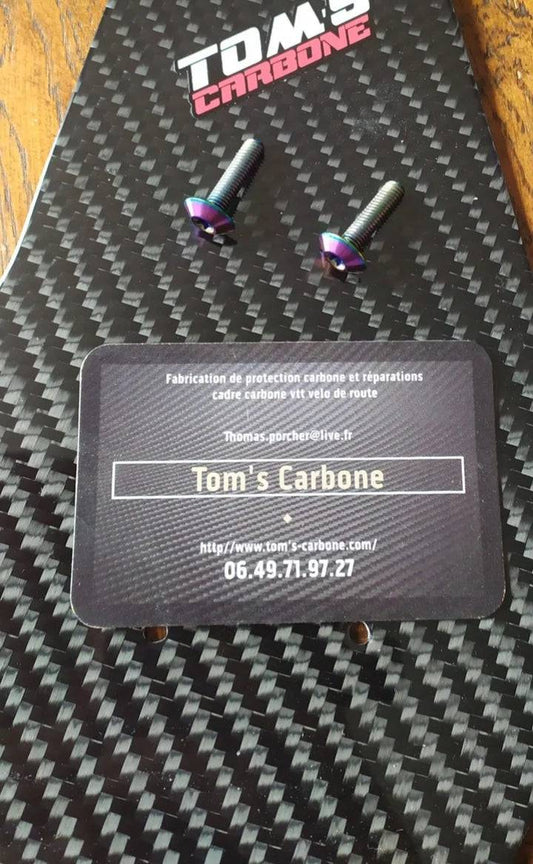 TOM'S
CARBONE
Fabrication de protection carbone et réparations
cadre carbone vtt velo de route
Thomas.porcher@live.fr
Tom's Carbone
http//www.tom's-carbone.com/
06.49.71.97.27